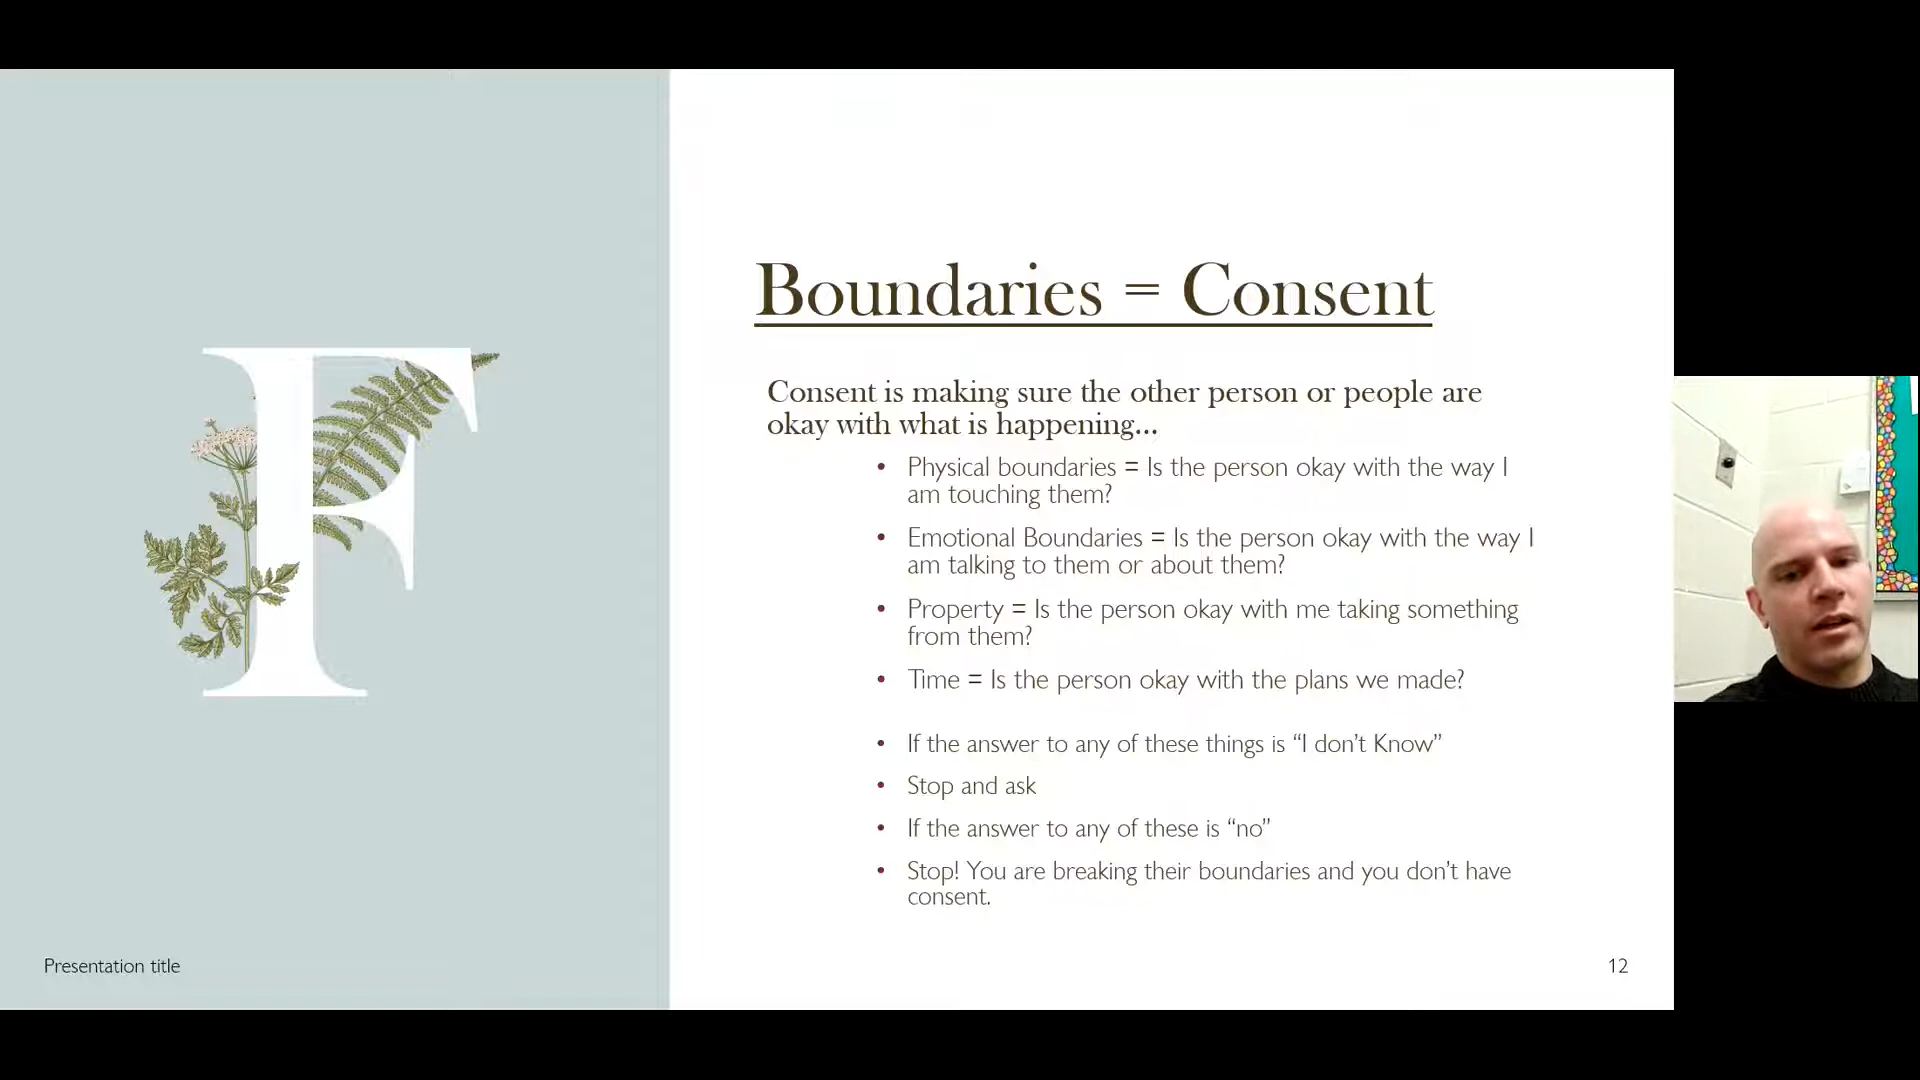 F
Boundaries = Consent
Consent is making sure the other person or people are
okay with what is happening...
• Physical boundaries = Is the person okay with the way I
am touching them?
• Emotional Boundaries = Is the person okay with the way I
am talking to them or about them?
• Property = Is the person okay with me taking something
from them?
• Time = Is the person okay with the plans we made?
• If the answer to any of these things is “I don’t Know”
• Stop and ask
• If the answer to any of these is “no”
• Stop! You are breaking their boundaries and you don’t have
consent.
Presentation title
12